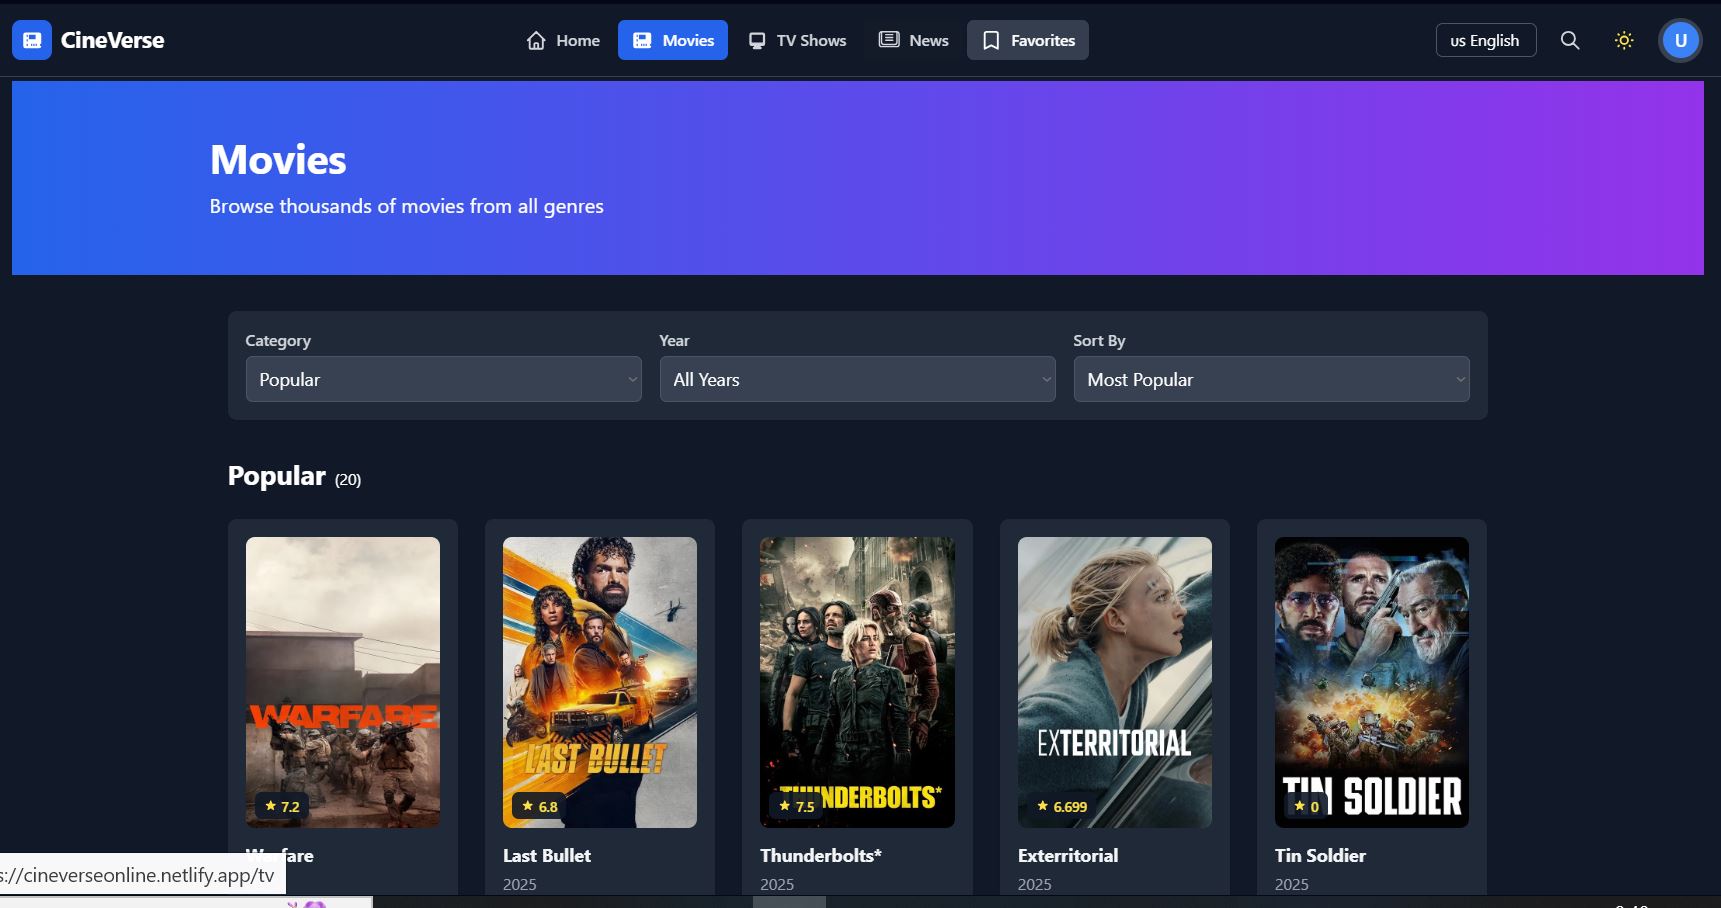 CineVerse
Home
Movies
TV Shows
News
Favorites
us English
U
Movies
Browse thousands of movies from all genres
Category
Year
Sort By
Popular
All Years
Most Popular
Popular (20)
WARFARE
7.2
LAST BULLET
6.8
THUNDERBOLTS*
7.5
EXTERRITORIAL
6.699
TIN SOLDIER
0
Warfare
Last Bullet
2025
Thunderbolts*
2025
Exterritorial
2025
Tin Soldier
2025
s://cineverseonline.netlify.app/tv